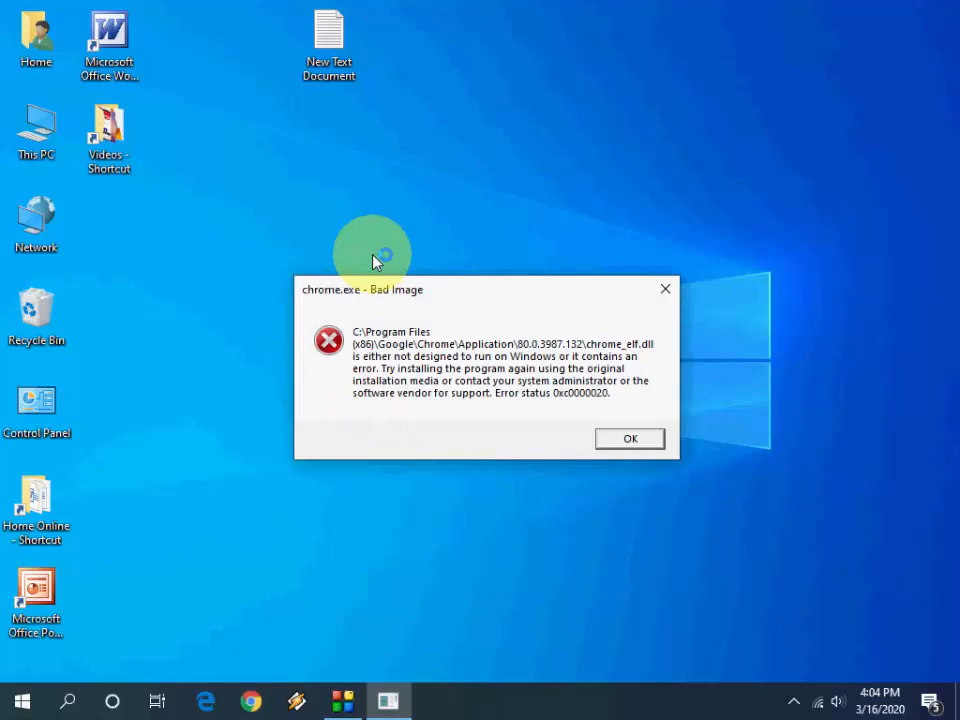 Home
Microsoft
Office Wo...
New Text
Document
This PC
Videos -
Shortcut
Network
Recycle Bin
Control Panel
Home Online
- Shortcut
Microsoft
Office Po...
chrome.exe - Bad Image
C:\Program Files
(x86)\Google\Chrome\Application\80.0.3987.132\chrome_elf.dll
is either not designed to run on Windows or it contains an
error. Try installing the program again using the original
installation media or contact your system administrator or the
software vendor for support. Error status 0xc0000020.
OK
4:04 PM
3/16/2020
5